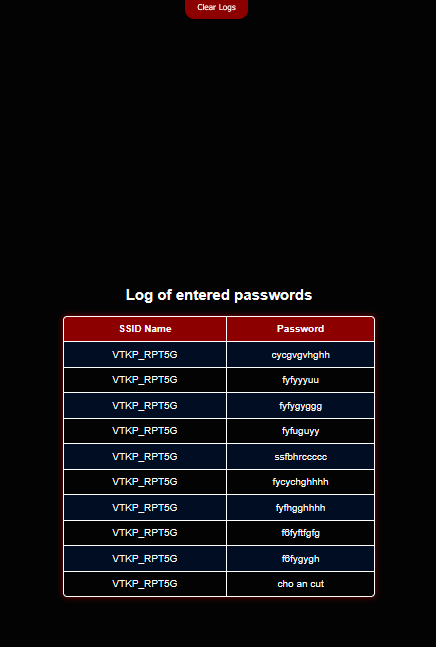 Clear Logs
Log of entered passwords
SSID Name Password
VTKP_RPT5G cycgvgvhghh
VTKP_RPT5G fyfyyyuu
VTKP_RPT5G fyfygyggg
VTKP_RPT5G fyfuguyy
VTKP_RPT5G ssfbhrccccc
VTKP_RPT5G fycychghhhh
VTKP_RPT5G fyfhgghhhh
VTKP_RPT5G f6fyftfgfg
VTKP_RPT5G f6fygygh
VTKP_RPT5G cho an cut